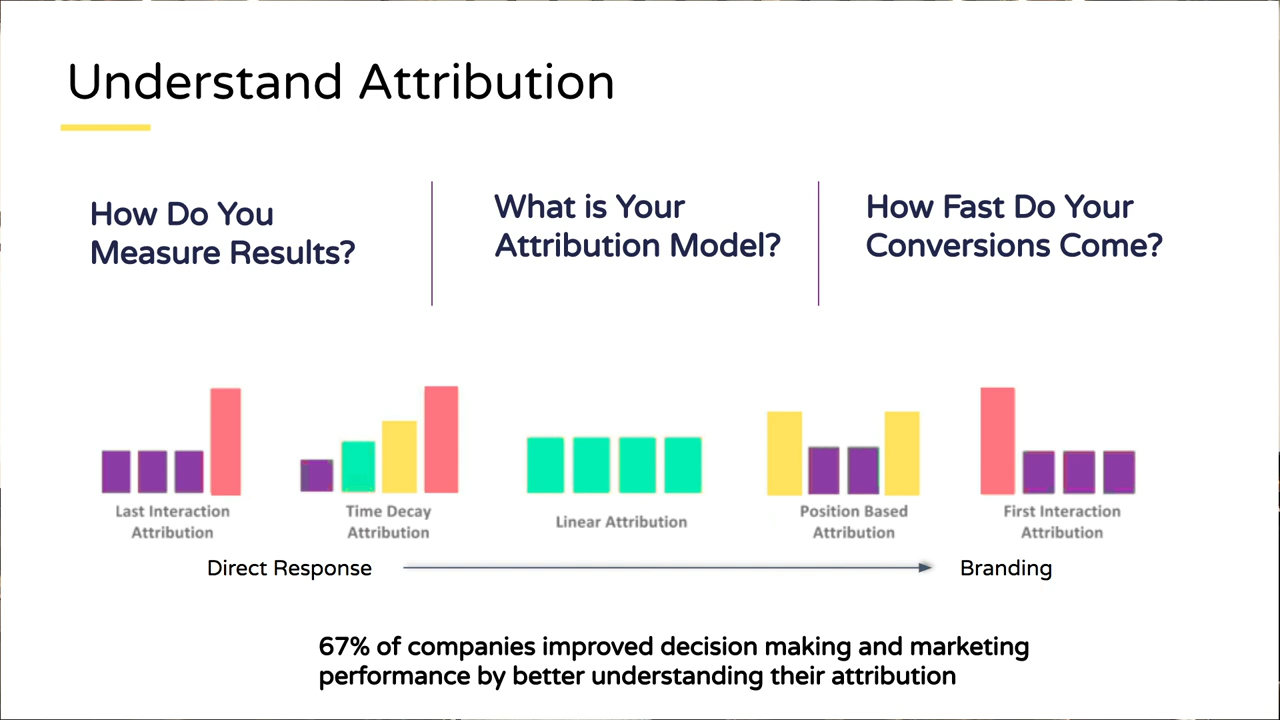 Understand Attribution
How Do You
Measure Results?
What is Your
Attribution Model?
How Fast Do Your
Conversions Come?
Last Interaction
Attribution
Time Decay
Attribution
Linear Attribution
Position Based
Attribution
First Interaction
Attribution
Direct Response
Branding
67% of companies improved decision making and marketing
performance by better understanding their attribution